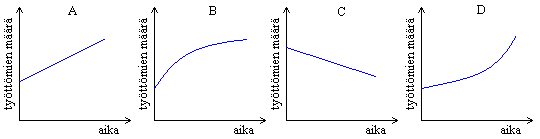 A
työttömien määrä
aika
B
työttömien määrä
aika
C
työttömien määrä
aika
D
työttömien määrä
aika